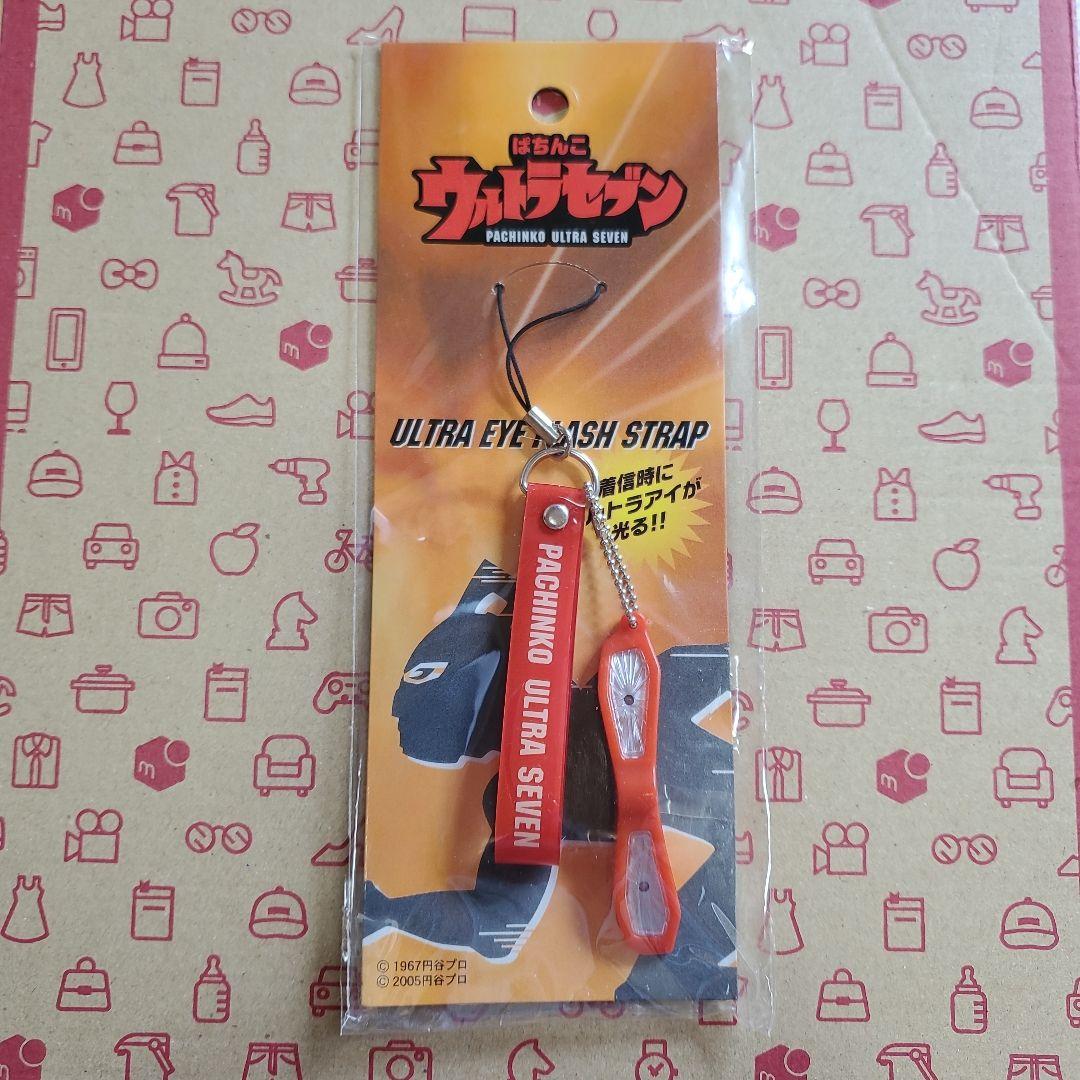 ぱちんこ
ウルトラセブン
PACHINKO ULTRA SEVEN
ULTRA EYE FLASH STRAP
着信時に
ルトラアイが
光る!!
PACHINKO ULTRA SEVEN
© 1967円谷プロ
© 2005円谷プロ